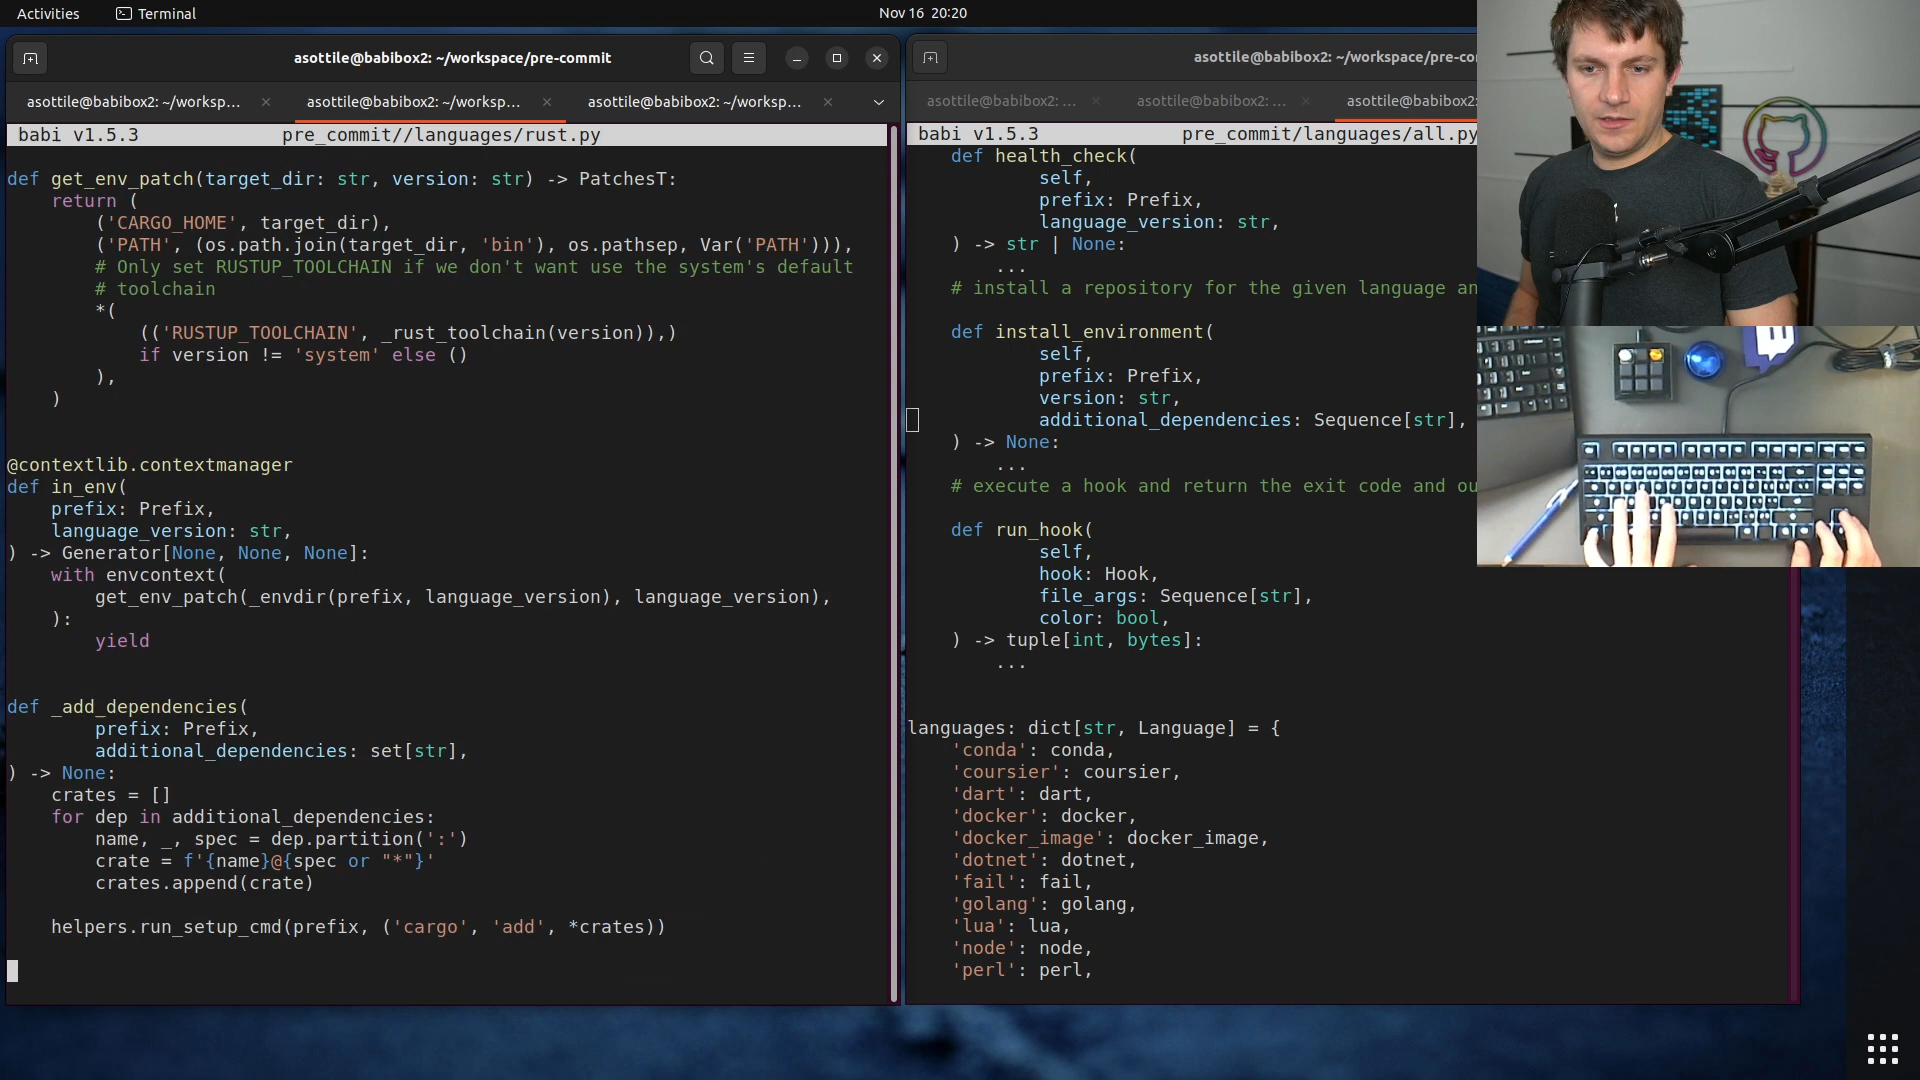 Activities
Terminal
Nov 16 20:20
asottile@babibox2: ~/workspace/pre-commit
asottile@babibox2: ~/worksp...
asottile@babibox2: ~/worksp...
asottile@babibox2: ~/worksp...
babi v1.5.3 pre_commit//languages/rust.py
def get_env_patch(target_dir: str, version: str) -> PatchesT:
    return (
        ('CARGO_HOME', target_dir),
        ('PATH', (os.path.join(target_dir, 'bin'), os.pathsep, Var('PATH'))),
        # Only set RUSTUP_TOOLCHAIN if we don't want use the system's default
        # toolchain
        *(
            (('RUSTUP_TOOLCHAIN', _rust_toolchain(version)),)
            if version != 'system' else ()
        ),
    )
@contextlib.contextmanager
def in_env(
    prefix: Prefix,
    language_version: str,
) -> Generator[None, None, None]:
    with envcontext(
        get_env_patch(_envdir(prefix, language_version), language_version),
    ):
        yield
def _add_dependencies(
        prefix: Prefix,
        additional_dependencies: set[str],
) -> None:
    crates = []
    for dep in additional_dependencies:
        name, _, spec = dep.partition(':')
        crate = f'{name}@{spec or "*"}'
        crates.append(crate)
    helpers.run_setup_cmd(prefix, ('cargo', 'add', *crates))
asottile@babibox2: ~/workspace/pre-co
asottile@babibox2: ...
asottile@babibox2: ...
asottile@babibox2:
babi v1.5.3 pre_commit/languages/all.py
    def health_check(
            self,
            prefix: Prefix,
            language_version: str,
    ) -> str | None:
        ...
    # install a repository for the given language an
    def install_environment(
            self,
            prefix: Prefix,
            version: str,
            additional_dependencies: Sequence[str],
    ) -> None:
        ...
    # execute a hook and return the exit code and ou
    def run_hook(
            self,
            hook: Hook,
            file_args: Sequence[str],
            color: bool,
    ) -> tuple[int, bytes]:
        ...
languages: dict[str, Language] = {
    'conda': conda,
    'coursier': coursier,
    'dart': dart,
    'docker': docker,
    'docker_image': docker_image,
    'dotnet': dotnet,
    'fail': fail,
    'golang': golang,
    'lua': lua,
    'node': node,
    'perl': perl,